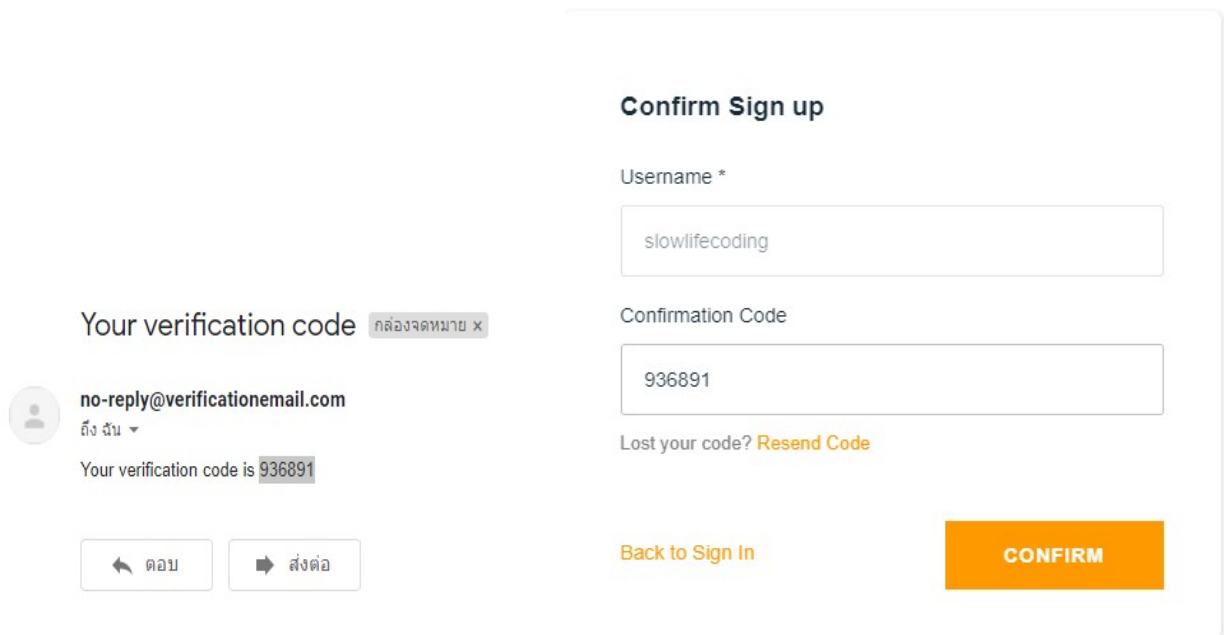 Your verification code กล่องจดหมาย x
no-reply@verificationemail.com
ถึง ฉัน
Your verification code is 936891
ตอบ ส่งต่อ
Confirm Sign up
Username *
slowlifecoding
Confirmation Code
936891
Lost your code? Resend Code
Back to Sign In CONFIRM